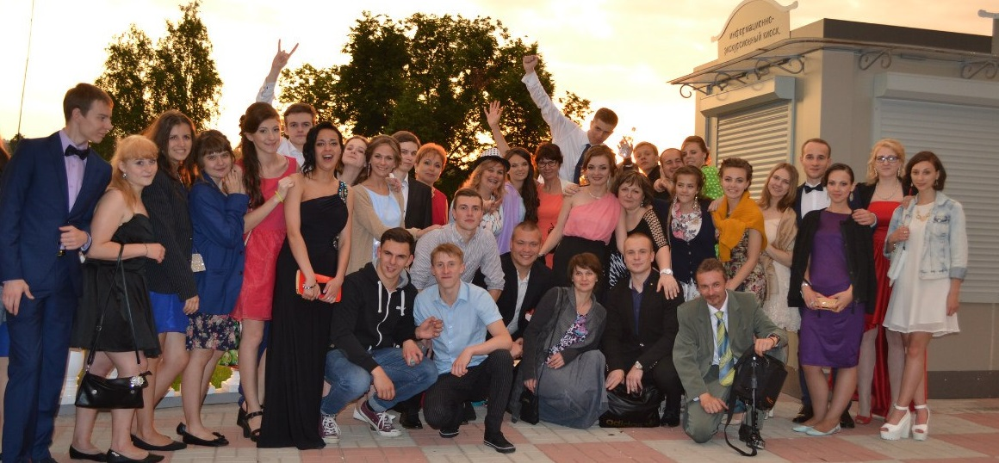 информационно-
экскурсионный киоск.